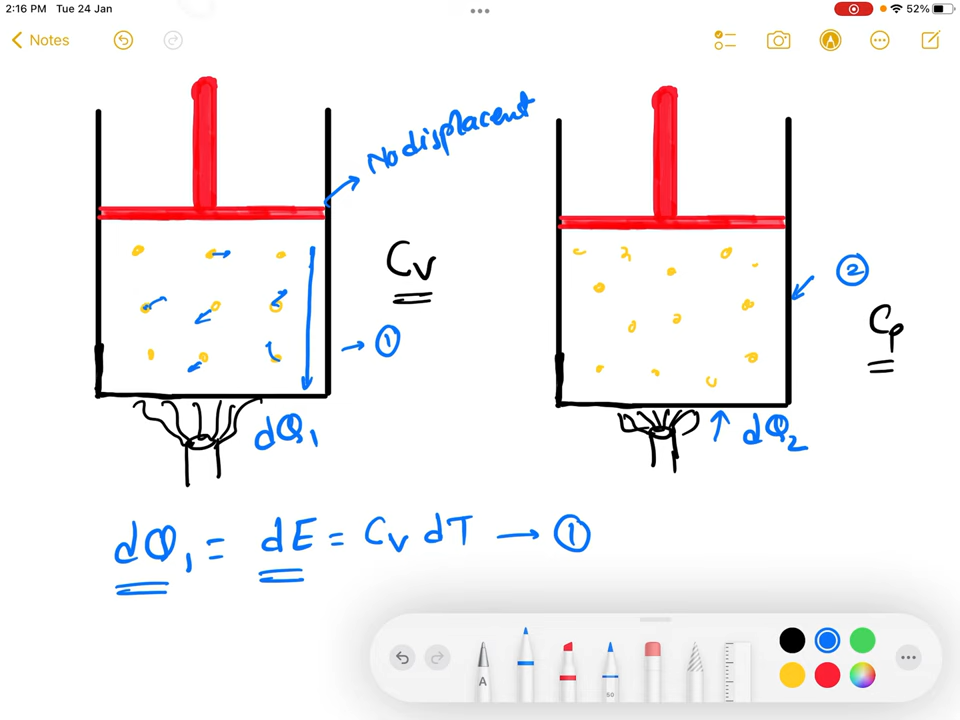 2:16 PM Tue 24 Jan
52%
Notes
No displacent
Cv
②
Cp
①
dQ₁
dQ₂
dQ₁ = dE = Cv dT → ①
A
50